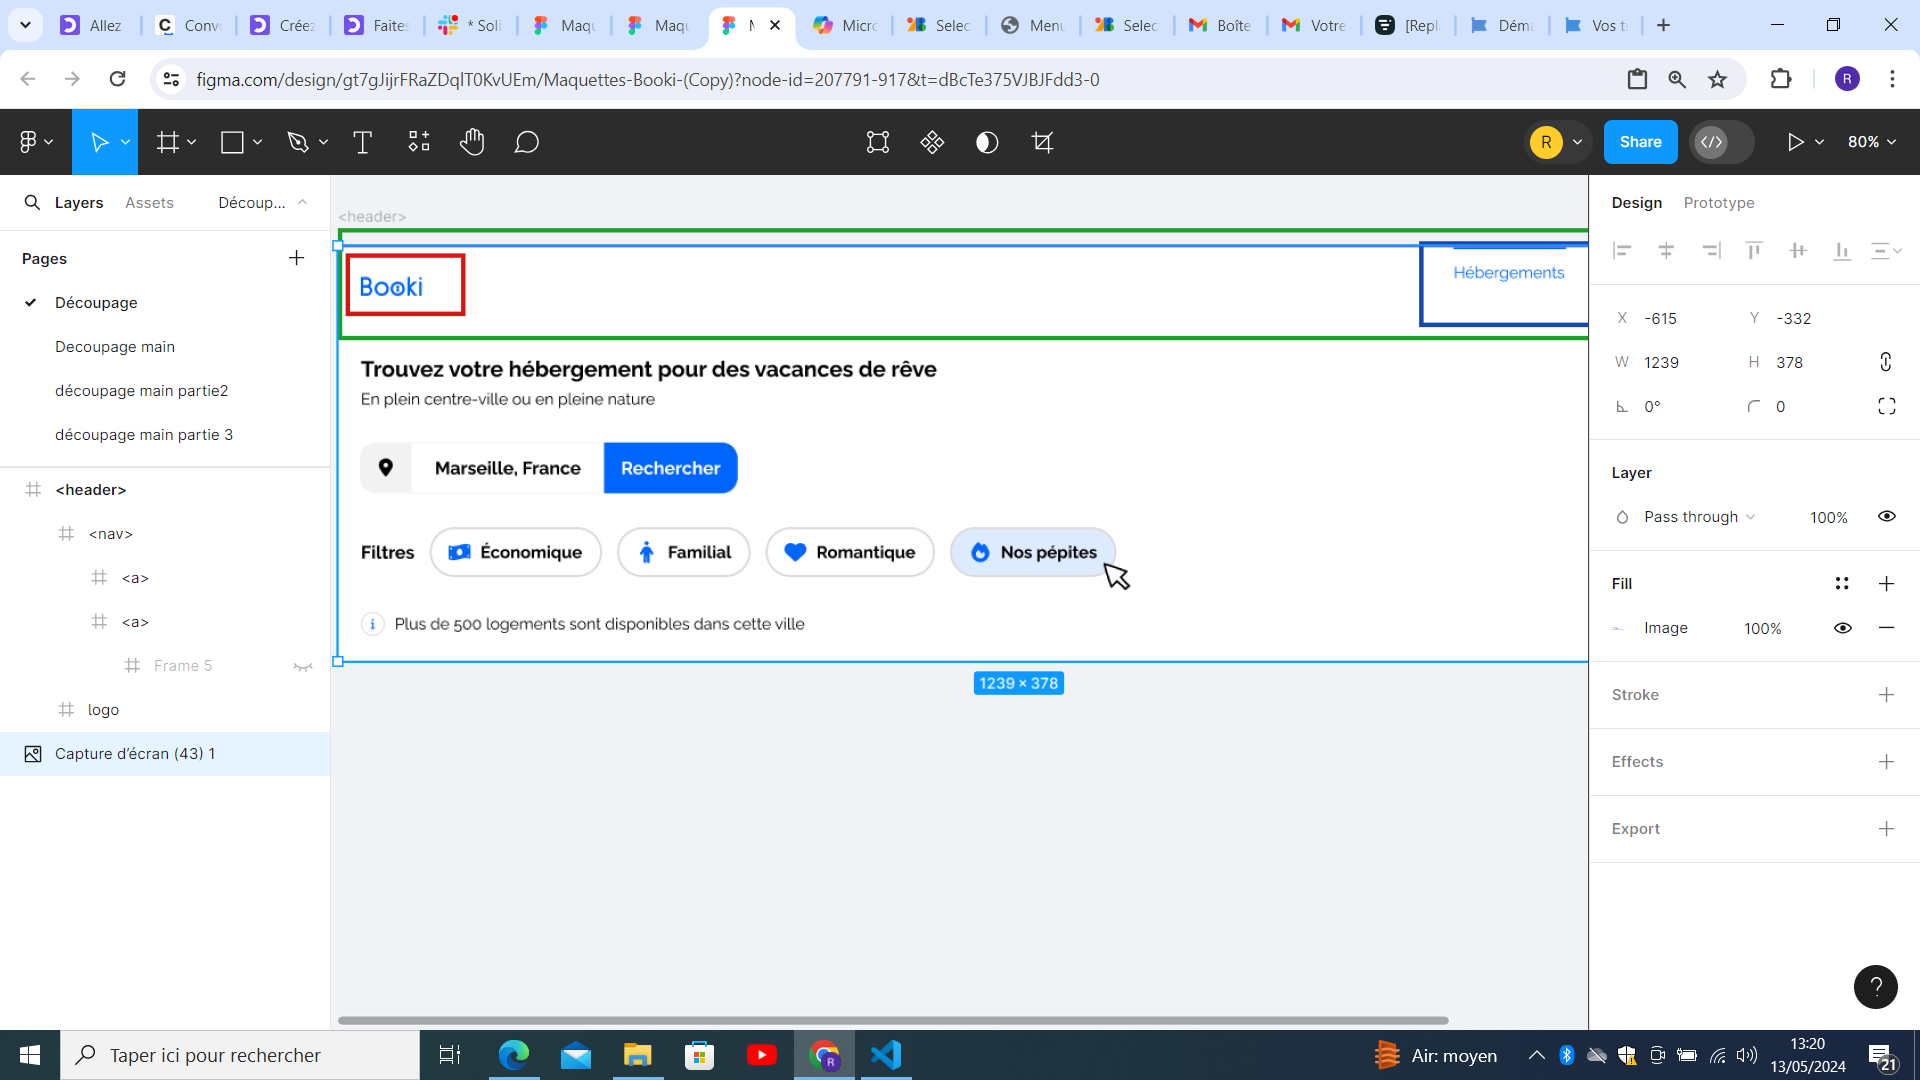 Allez
Conve
Créez
Faites
* Soli
Maqu
Maqu
M
Micro
Selec
Menu
Selec
Boîte
Votre
[Repl
Déma
Vos tr
figma.com/design/gt7gJijrFRaZDqlT0KvUEm/Maquettes-Booki-(Copy)?node-id=207791-917&t=dBcTe375VJBJFdd3-0
R
R
Share
80%
Layers
Assets
Découp...
Pages
Découpage
Decoupage main
découpage main partie2
découpage main partie 3
<header>
<nav>
<a>
<a>
Frame 5
logo
Capture d'écran (43) 1
<header>
Booki
Hébergements
Trouvez votre hébergement pour des vacances de rêve
En plein centre-ville ou en pleine nature
Marseille, France
Rechercher
Filtres
Économique
Familial
Romantique
Nos pépites
Plus de 500 logements sont disponibles dans cette ville
1239 × 378
Design
Prototype
X -615
Y -332
W 1239
H 378
0°
0
Layer
Pass through
100%
Fill
Image
100%
Stroke
Effects
Export
?
Taper ici pour rechercher
R
Air: moyen
13:20
13/05/2024
21